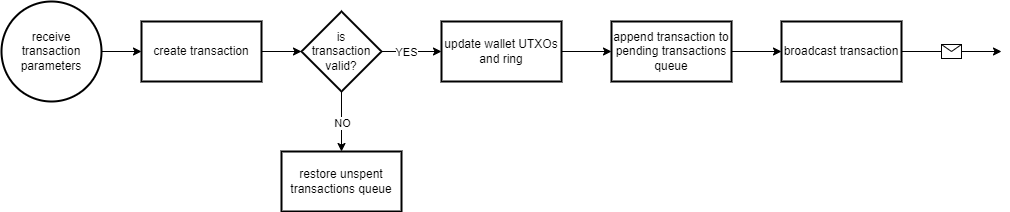 receive
transaction
parameters
create transaction
is
transaction
valid?
YES
update wallet UTXOs
and ring
append transaction to
pending transactions
queue
broadcast transaction
NO
restore unspent
transactions queue